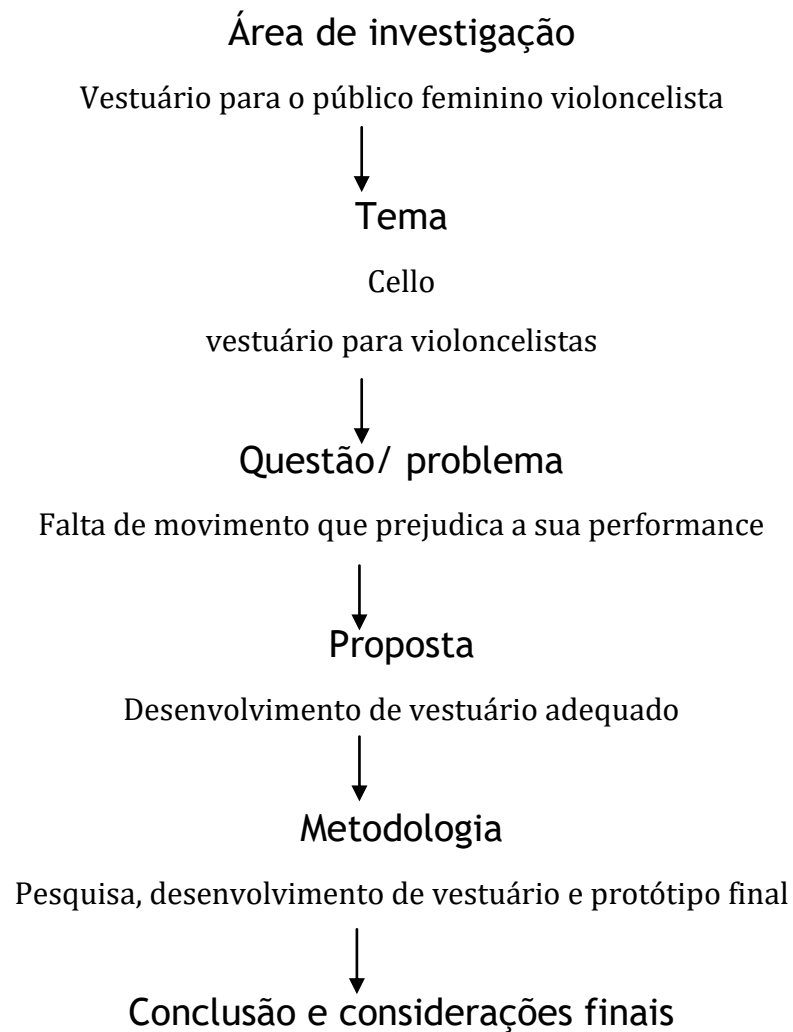 Área de investigação
Vestuário para o público feminino violoncelista
Tema
Cello
vestuário para violoncelistas
Questão/ problema
Falta de movimento que prejudica a sua performance
Proposta
Desenvolvimento de vestuário adequado
Metodologia
Pesquisa, desenvolvimento de vestuário e protótipo final
Conclusão e considerações finais